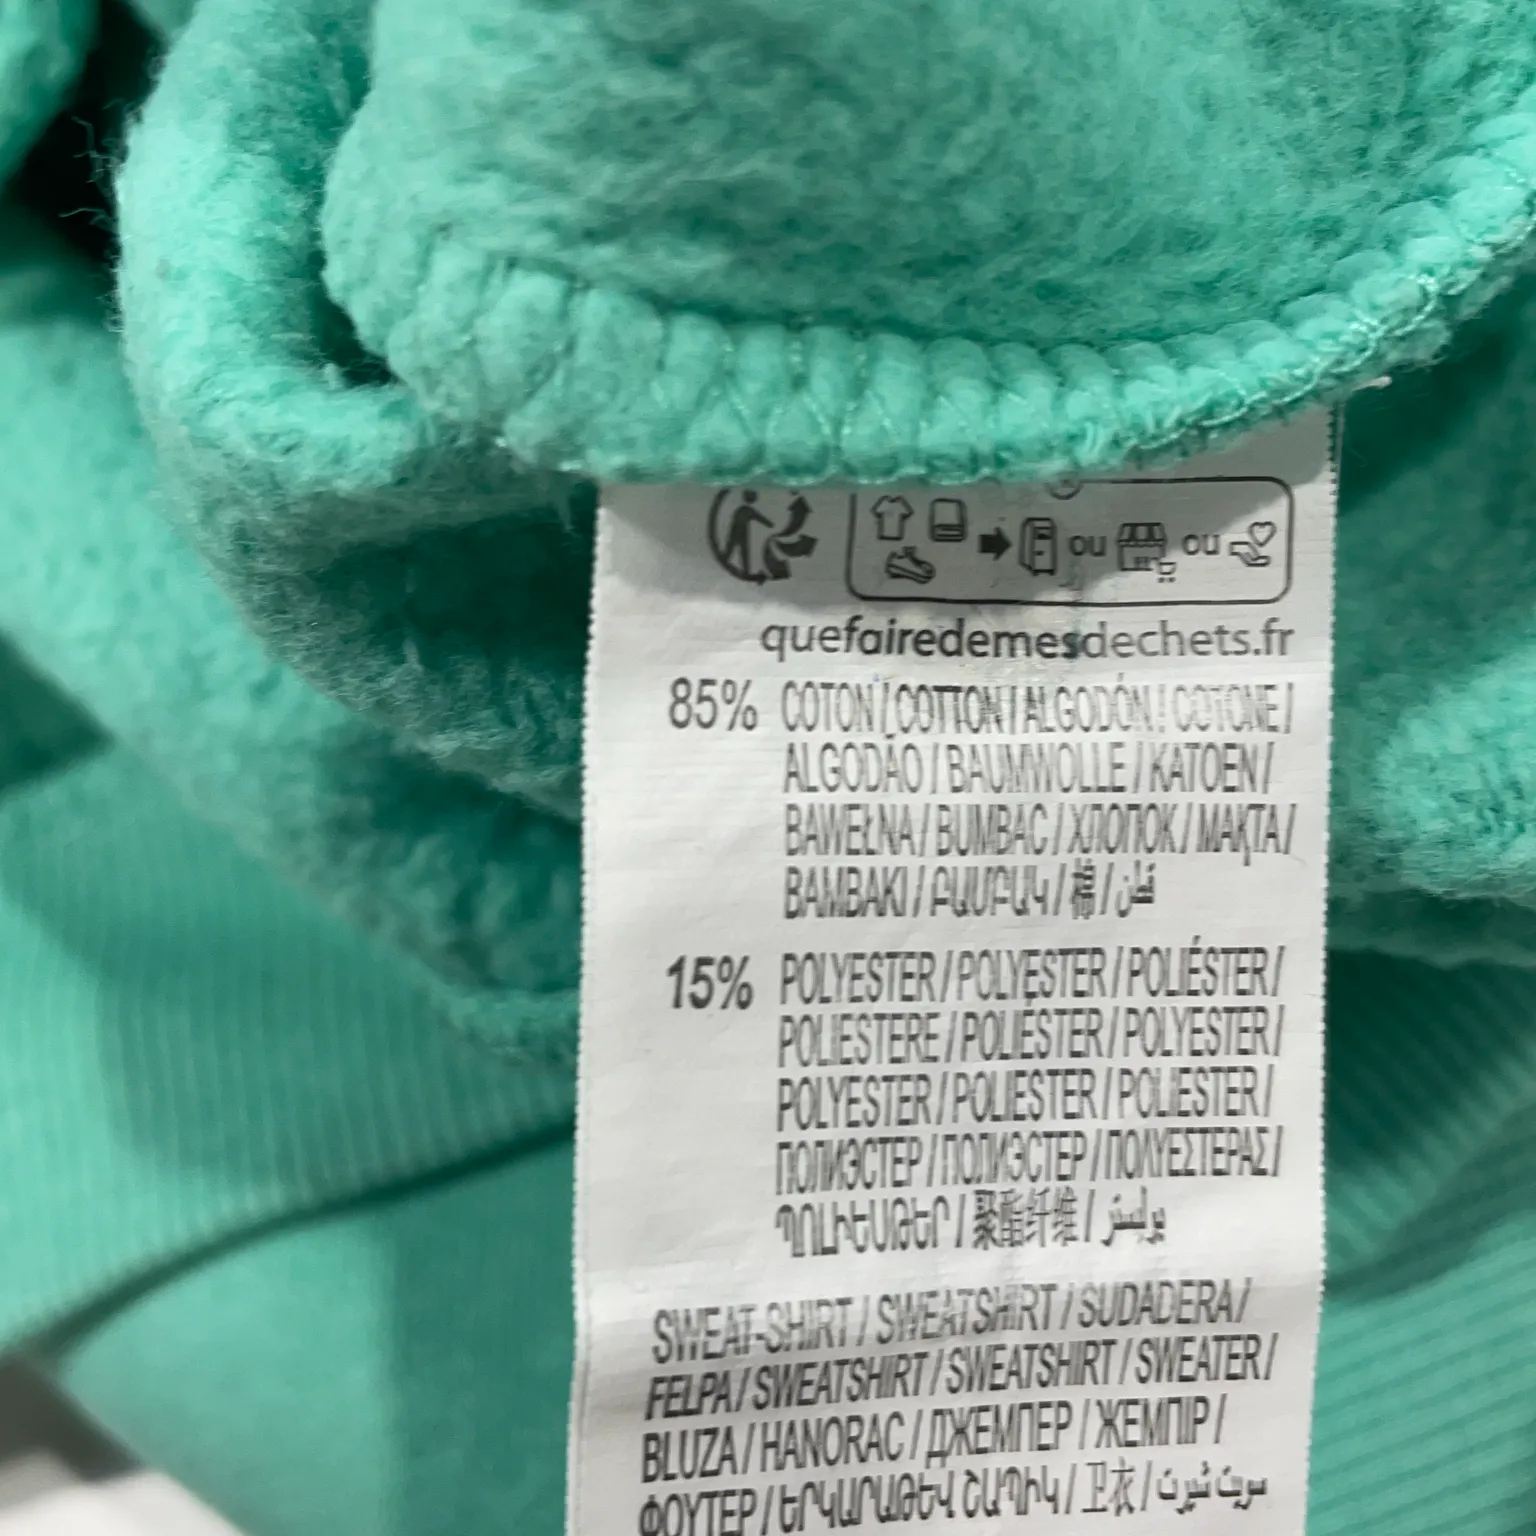 ou ou
quefairedemesdechets.fr
85% COTON / COTTON / ALGODÓN / COTONE /
ALGODÃO / BAUMWOLLE / KATOEN /
BAWEŁNA / BUMBAC / ХЛОПОК / МАҚТА /
BAMBAKI / ԲԱՄԲԱԿ / 棉 / قطن
15% POLYESTER / POLYESTER / POLIÉSTER /
POLIESTERE / POLIÉSTER / POLYESTER /
POLYESTER / POLIESTER / POLIESTER /
ПОЛИЭСТЕР / ПОЛИЭСТЕР / ΠΟΛΥΕΣΤΕΡΑΣ /
ՊՈԼԻԵՍԹԵՐ / 聚酯纤维 /
SWEAT-SHIRT / SWEATSHIRT / SUDADERA /
FELPA / SWEATSHIRT / SWEATSHIRT / SWEATER /
BLUZA / HANORAC / ДЖЕМПЕР / ЖЕМПІР /
ΦΟΥΤΕΡ / ԵՐԿԱՐԱԹԵՎ ՇԱՊԻԿ / 卫衣 / سويت شيرت